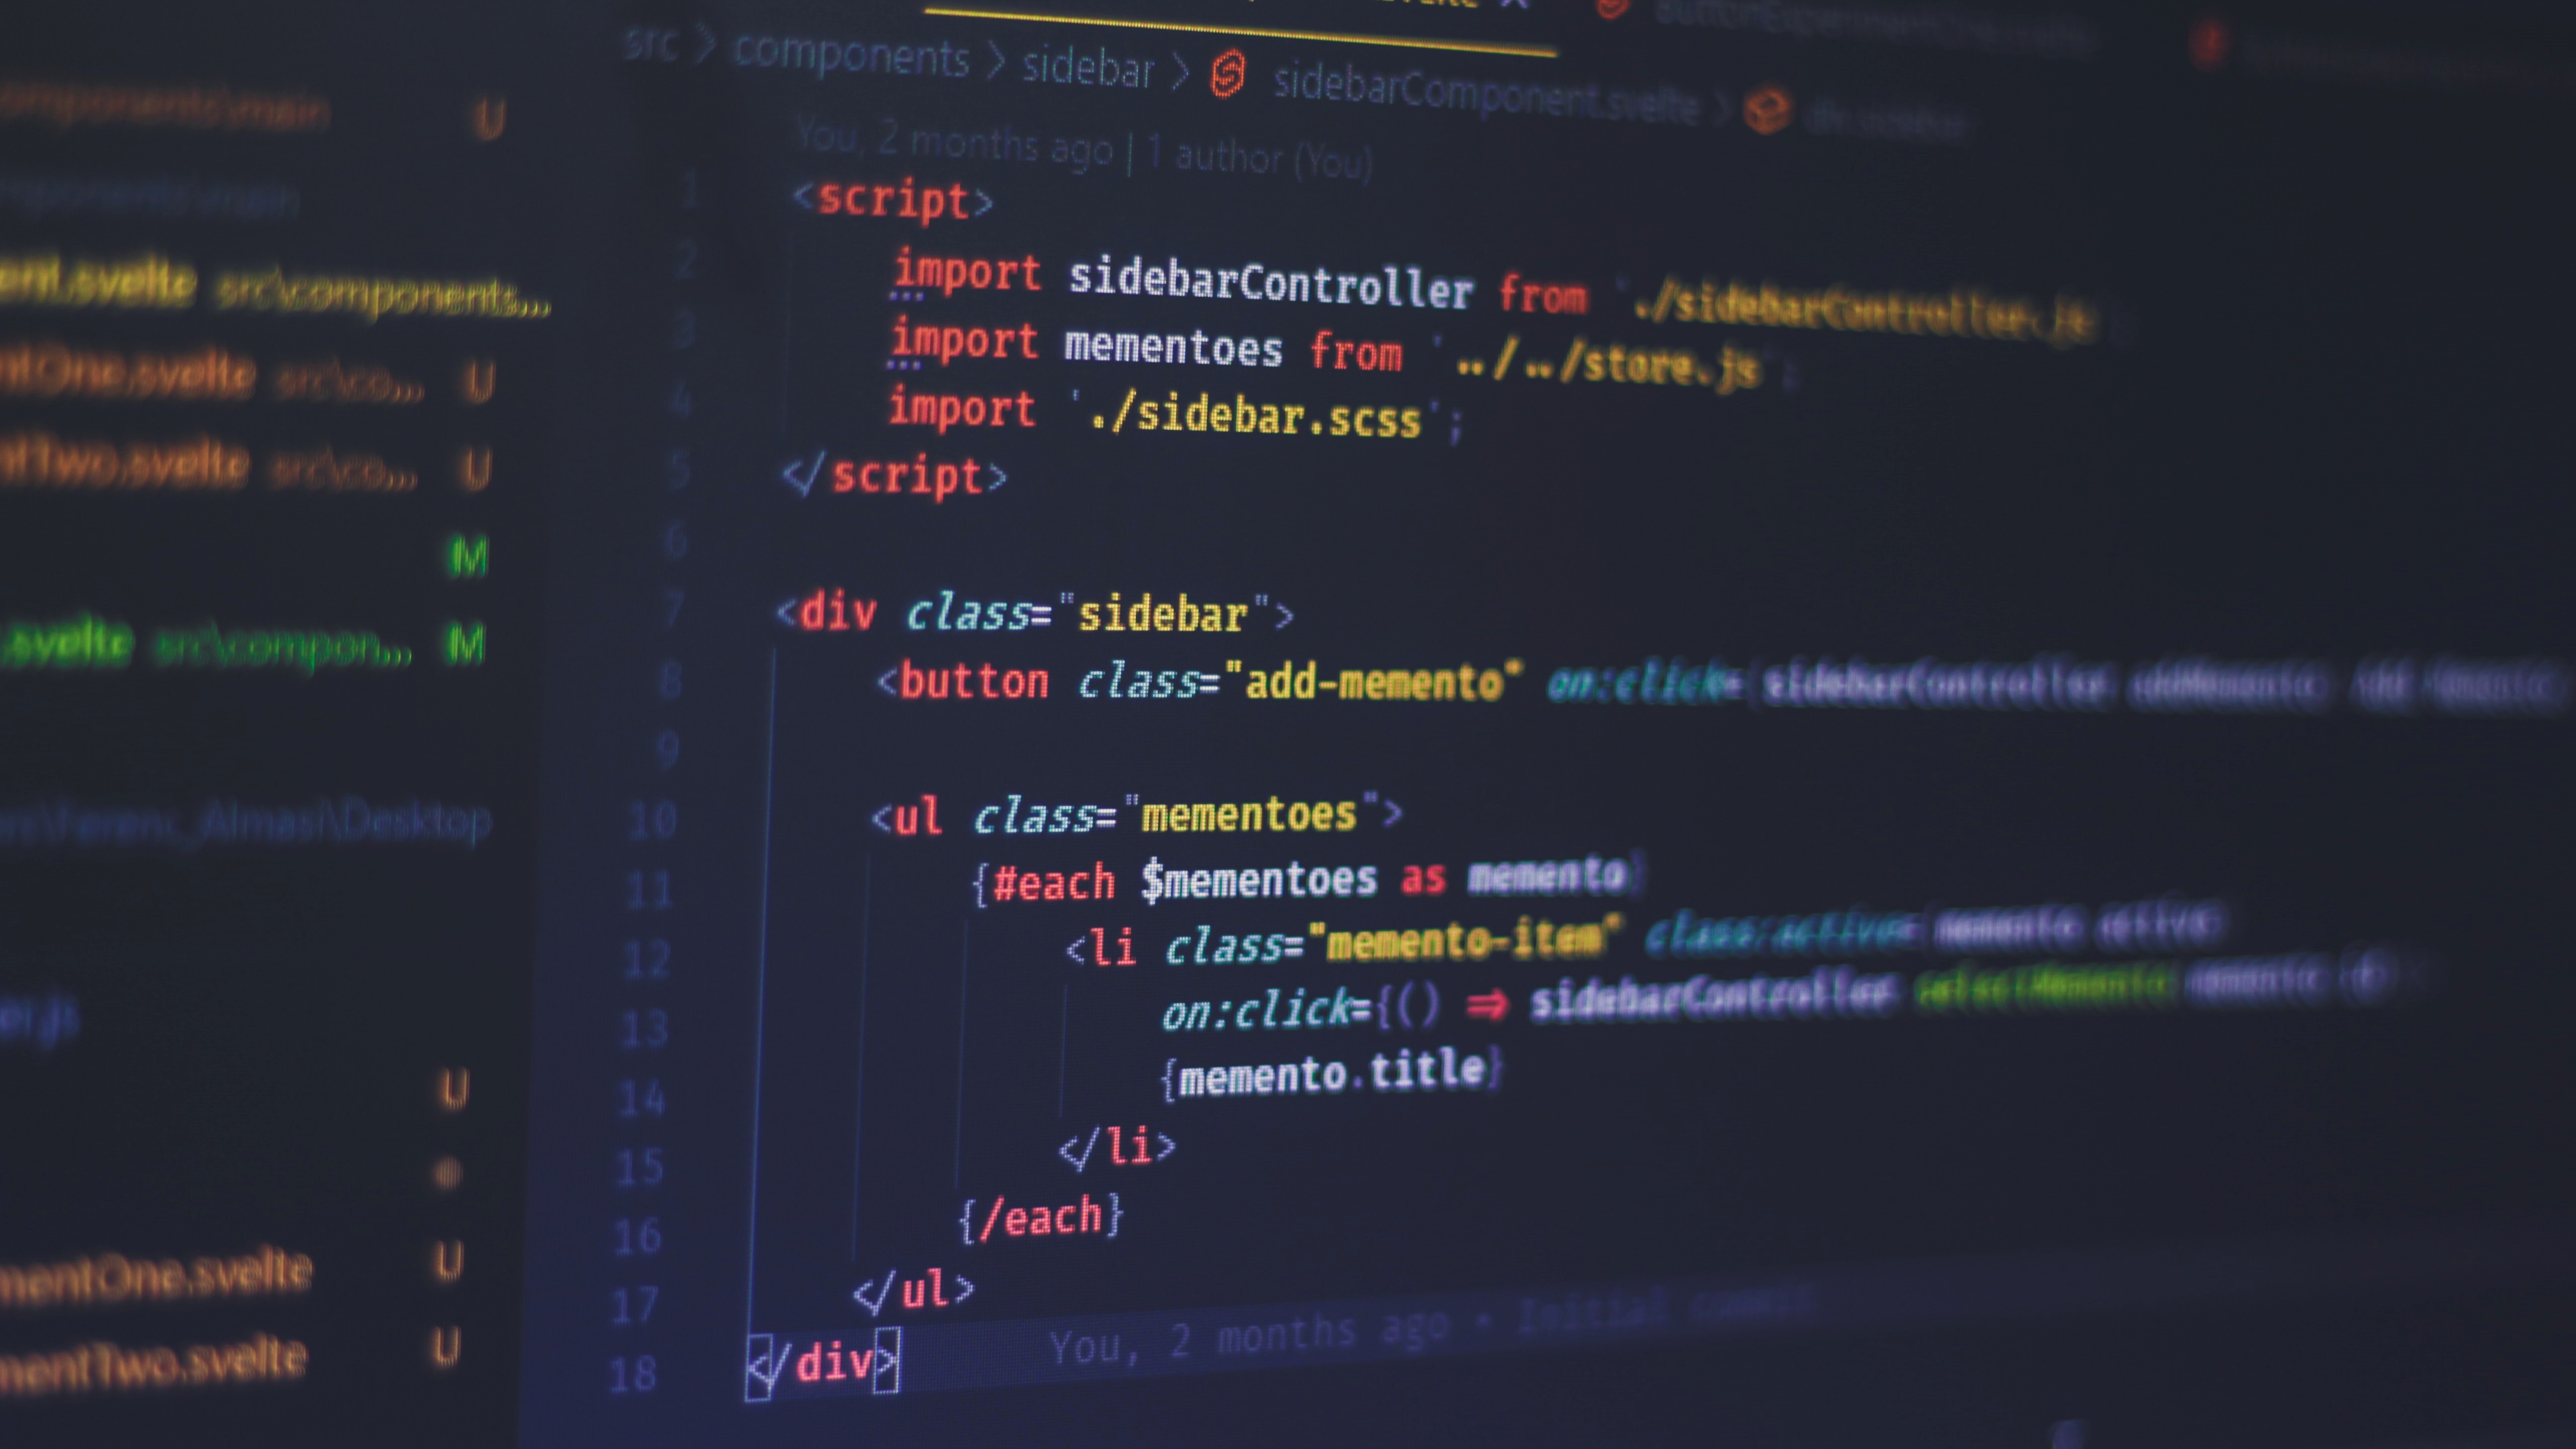 src > components > sidebar > sidebarComponent.svelte >
You, 2 months ago | 1 author (You)
1 <script>
2 import sidebarController from './sidebarController.js
3 import mementoes from '../../store.js';
4 import './sidebar.scss';
5 </script>
6
7 <div class="sidebar">
8 <button class="add-memento" on:click={sidebarController
9
10 <ul class="mementoes">
11 {#each $mementoes as memento}
12 <li class="memento-item" class:active={memento.active
13 on:click={() => sidebarController.selectMemento(memento.id)
14 {memento.title}
15 </li>
16 {/each}
17 </ul>
18 </div> You, 2 months ago • Initial commit
components\main U
components\main
ent.svelte src\components...
ntOne.svelte src\co... U
ntTwo.svelte src\co... U
M
.svelte src\compon... M
\Ferenc_Almasi\Desktop
er.js
U
mentOne.svelte U
mentTwo.svelte U